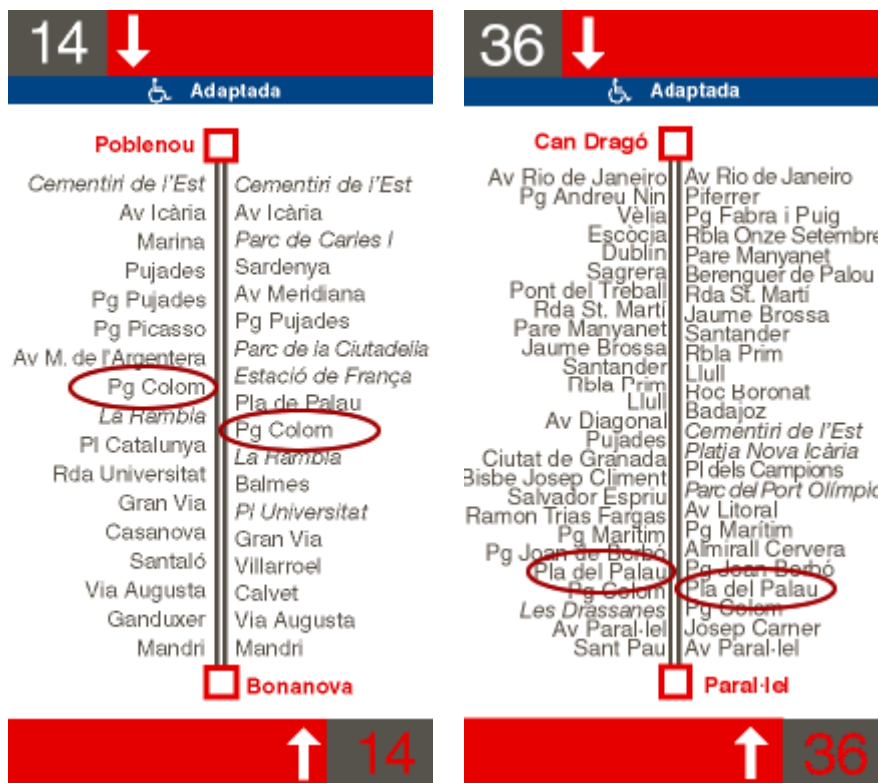 14
Adaptada
Poblenou
Cementiri de l'Est
Av Icària
Marina
Pujades
Pg Pujades
Pg Picasso
Av M. de l'Argentera
Pg Colom
La Rambla
Pl Catalunya
Rda Universitat
Gran Via
Casanova
Santaló
Via Augusta
Ganduxer
Mandri
Cementiri de l'Est
Av Icària
Parc de Carles I
Sardenya
Av Meridiana
Pg Pujades
Parc de la Ciutadella
Estació de França
Pla de Palau
Pg Colom
La Rambla
Balmes
Pl Universitat
Gran Via
Villarroel
Calvet
Via Augusta
Mandri
Bonanova
14
36
Adaptada
Can Dragó
Av Rio de Janeiro
Pg Andreu Nin
Vèlia
Escòcia
Dublin
Sagrera
Pont del Treball
Rda St. Martí
Pare Manyanet
Jaume Brossa
Santander
Rbla Prim
Llull
Av Diagonal
Pujades
Ciutat de Granada
Bisbe Josep Climent
Salvador Espriu
Ramon Trias Fargas
Pg Marítim
Pg Joan de Borbó
Pla del Palau
Pg Colom
Les Drassanes
Av Paral·lel
Sant Pau
Av Rio de Janeiro
Piferrer
Pg Fabra i Puig
Rbla Onze Setembre
Pare Manyanet
Berenguer de Palou
Rda St. Martí
Jaume Brossa
Santander
Rbla Prim
Llull
Roc Boronat
Badajoz
Cementiri de l'Est
Platja Nova Icària
Pl dels Campions
Parc del Port Olímpic
Av Litoral
Pg Marítim
Almirall Cervera
Pg Joan Borbó
Pla del Palau
Pg Colom
Josep Carner
Av Paral·lel
Paral·lel
36